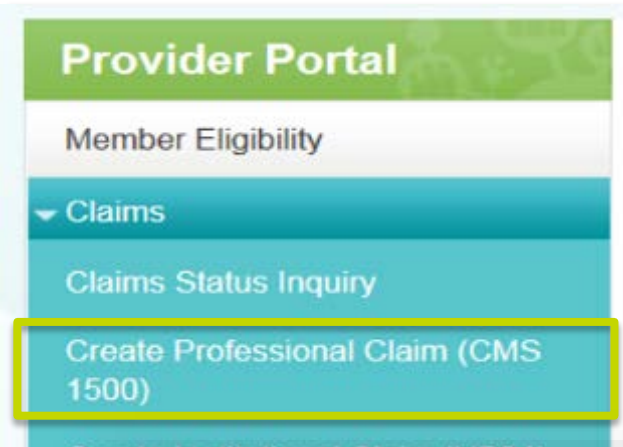 Provider Portal
Member Eligibility
Claims
Claims Status Inquiry
Create Professional Claim (CMS
1500)